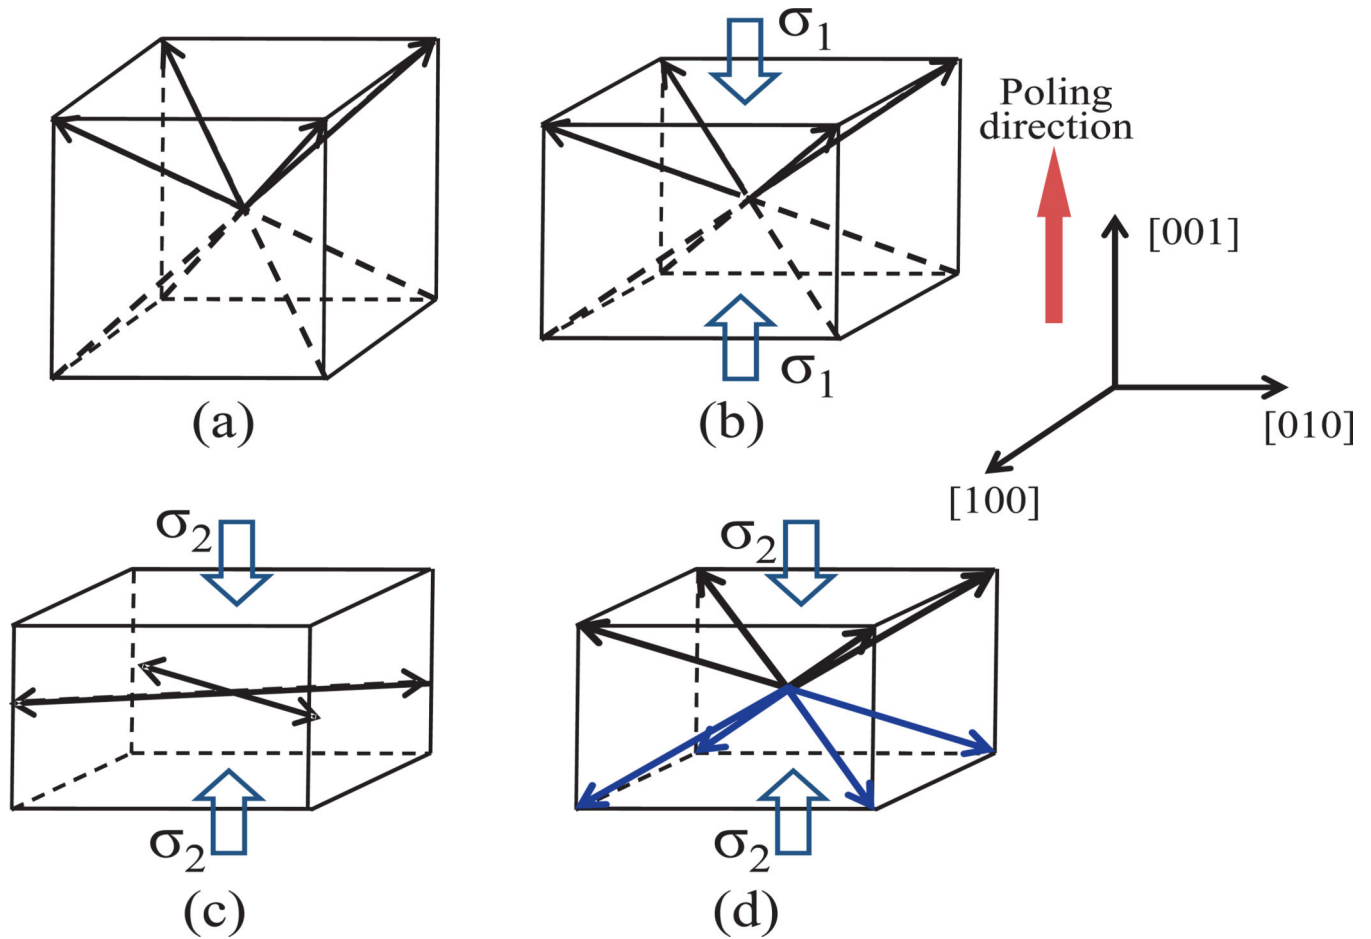 σ1
Poling
direction
[001]
σ1
[010]
[100]
(a)
(b)
σ2
σ2
σ2
σ2
(c)
(d)